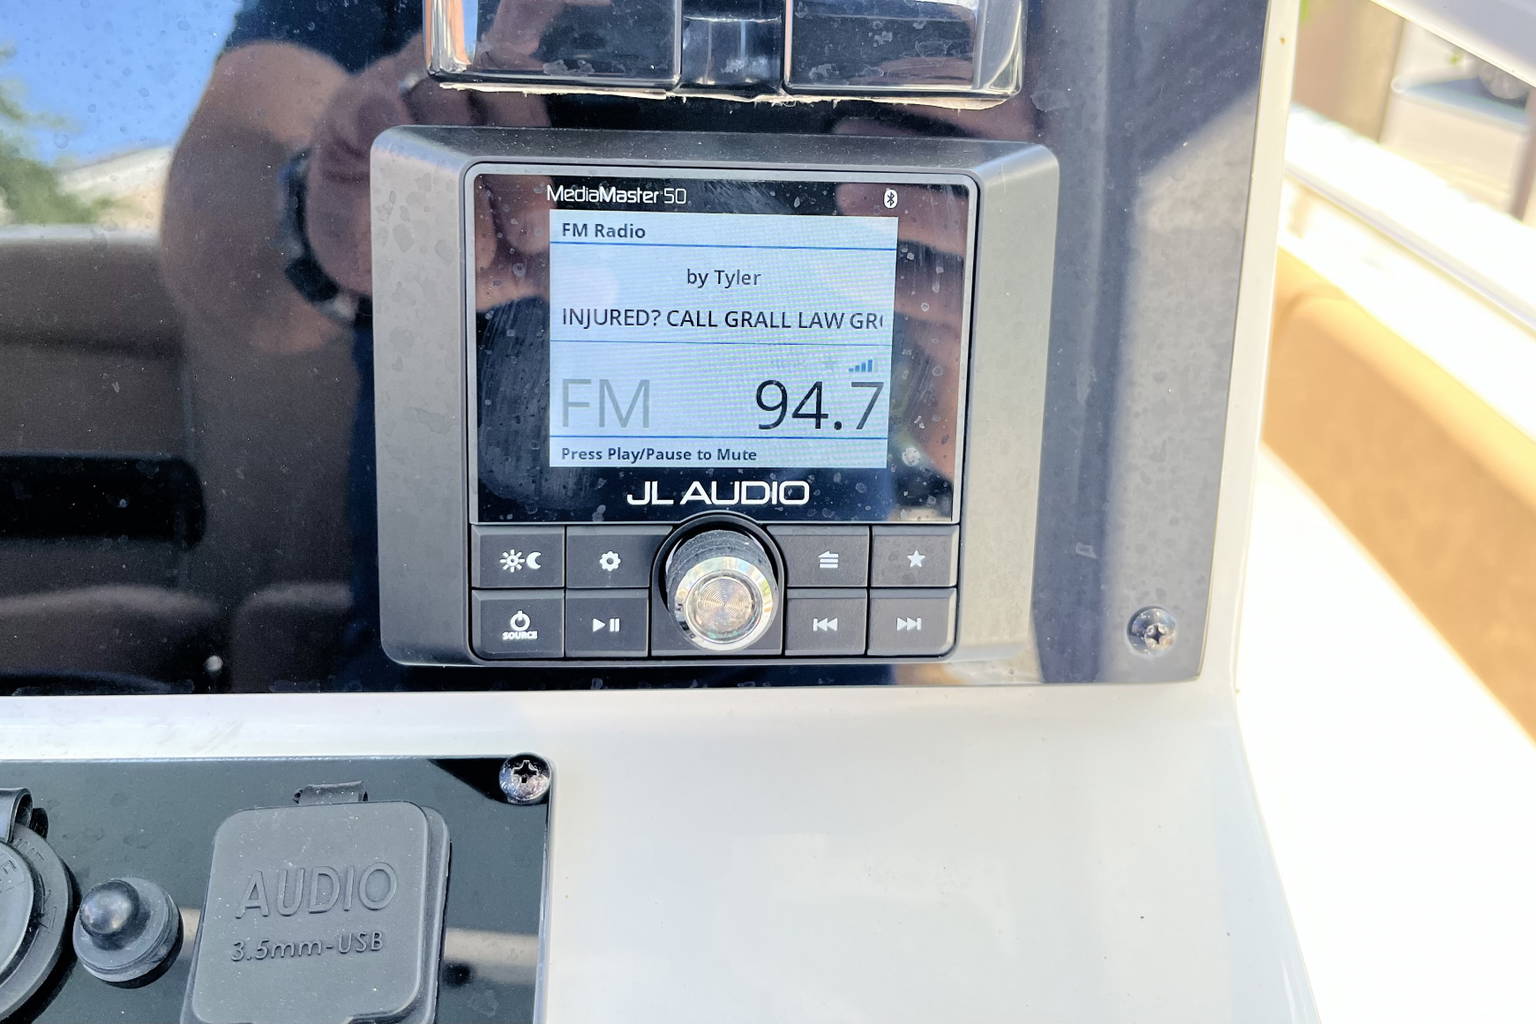 MediaMaster 50
FM Radio
by Tyler
INJURED? CALL GRALL LAW GR
FM 94.7
Press Play/Pause to Mute
JL AUDIO
SOURCE
AUDIO
3.5mm-USB